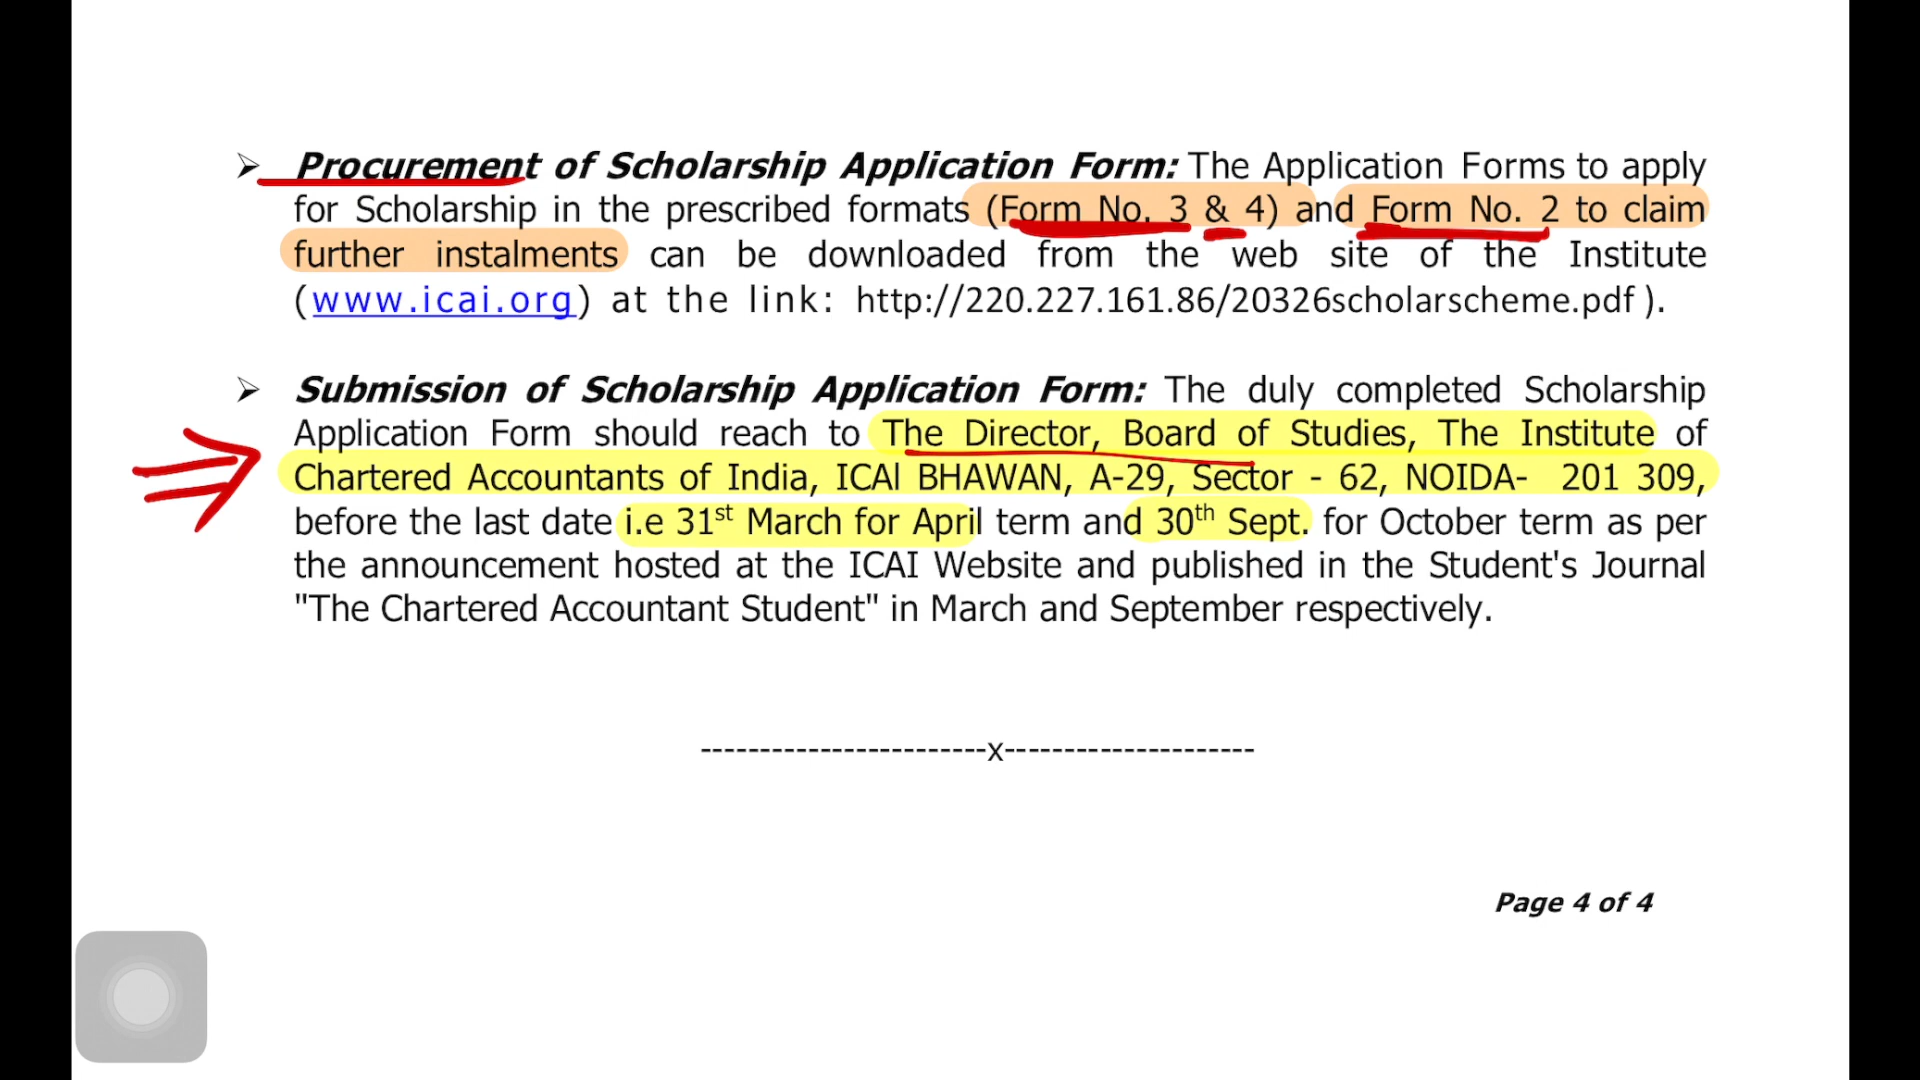 ➢ Procurement of Scholarship Application Form: The Application Forms to apply
for Scholarship in the prescribed formats (Form No. 3 & 4) and Form No. 2 to claim
further instalments can be downloaded from the web site of the Institute
(www.icai.org) at the link: http://220.227.161.86/20326scholarscheme.pdf ).
➢ Submission of Scholarship Application Form: The duly completed Scholarship
Application Form should reach to The Director, Board of Studies, The Institute of
Chartered Accountants of India, ICAl BHAWAN, A-29, Sector - 62, NOIDA- 201 309,
before the last date i.e 31st March for April term and 30th Sept. for October term as per
the announcement hosted at the ICAI Website and published in the Student's Journal
"The Chartered Accountant Student" in March and September respectively.
------------------------x---------------------
Page 4 of 4